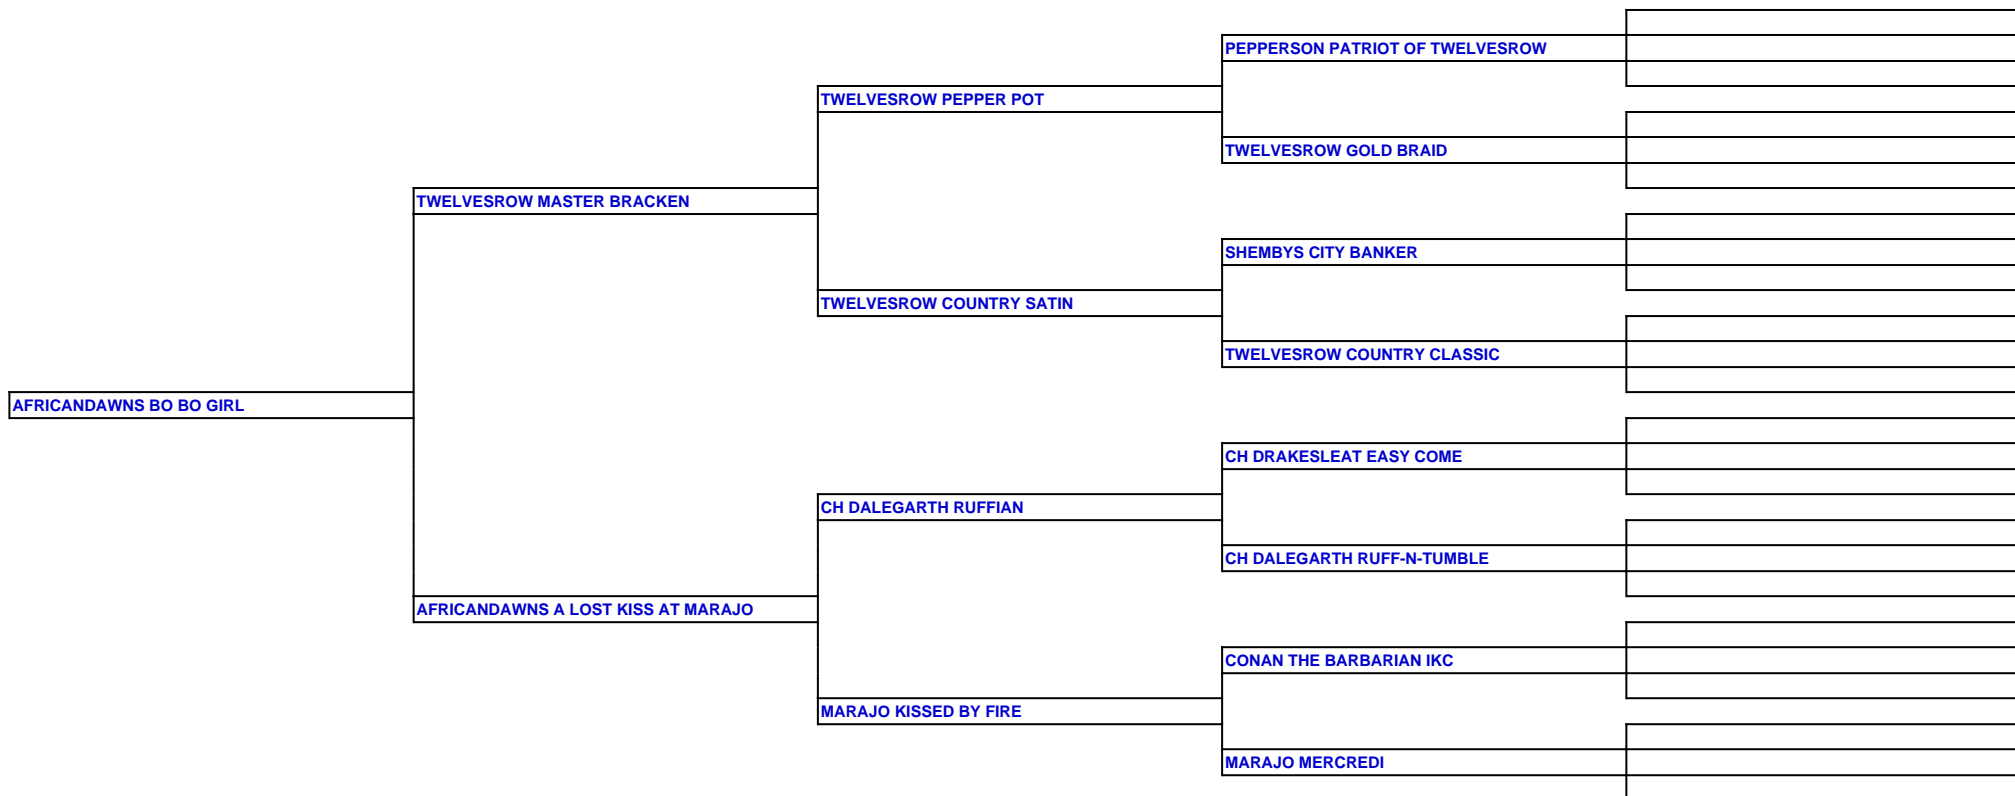 PEPPERSON PATRIOT OF TWELVESROW
TWELVESROW PEPPER POT
TWELVESROW GOLD BRAID
TWELVESROW MASTER BRACKEN
SHEMBYS CITY BANKER
TWELVESROW COUNTRY SATIN
TWELVESROW COUNTRY CLASSIC
AFRICANDAWNS BO BO GIRL
CH DRAKESLEAT EASY COME
CH DALEGARTH RUFFIAN
CH DALEGARTH RUFF-N-TUMBLE
AFRICANDAWNS A LOST KISS AT MARAJO
CONAN THE BARBARIAN IKC
MARAJO KISSED BY FIRE
MARAJO MERCREDI